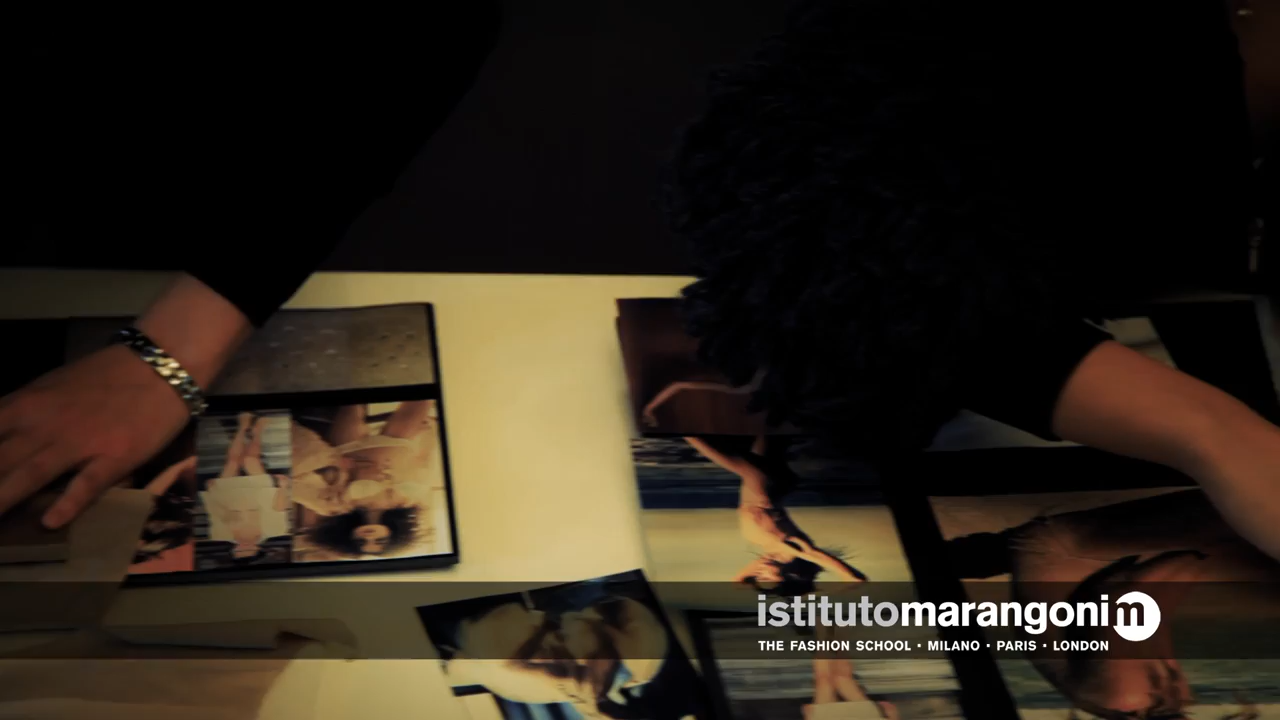 istitutomarangoni m
THE FASHION SCHOOL • MILANO • PARIS • LONDON